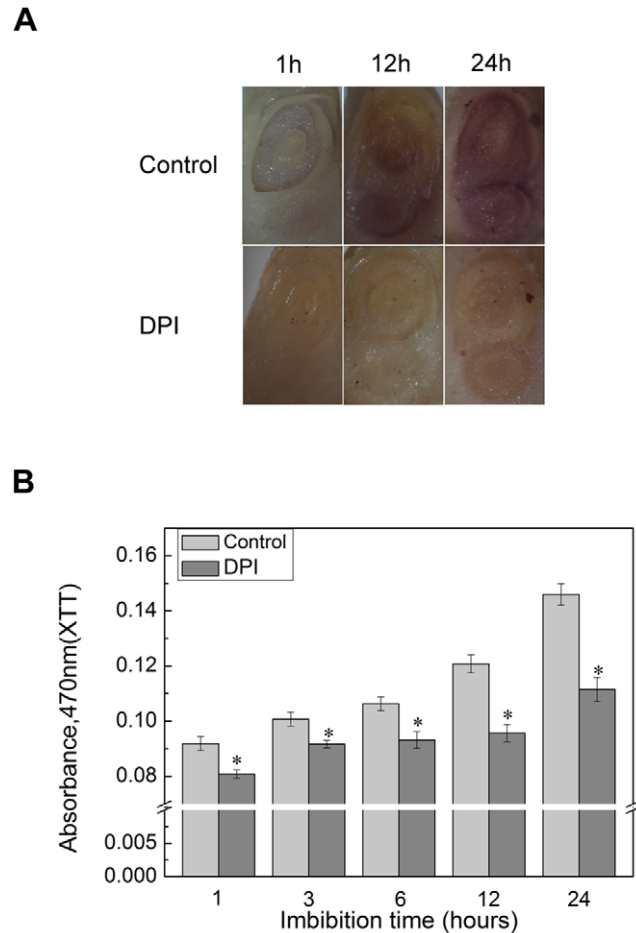 A
1h 12h 24h
Control
DPI
B
Control
DPI
0.16
0.14
0.12
0.10
0.08
0.005
0.000
Absorbance,470nm(XTT)
* * * * *
1 3 6 12 24
Imbibition time (hours)